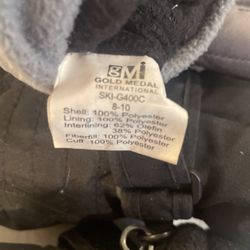 gMi
GOLD MEDAL
INTERNATIONAL
SKI-G400C
8-10
Shell: 100% Polyester
Lining: 100% Polyester
Interlining: 62% Olefin
38% Polyester
Fiberfill: 100% Polyester
Cuff: 100% Polyester